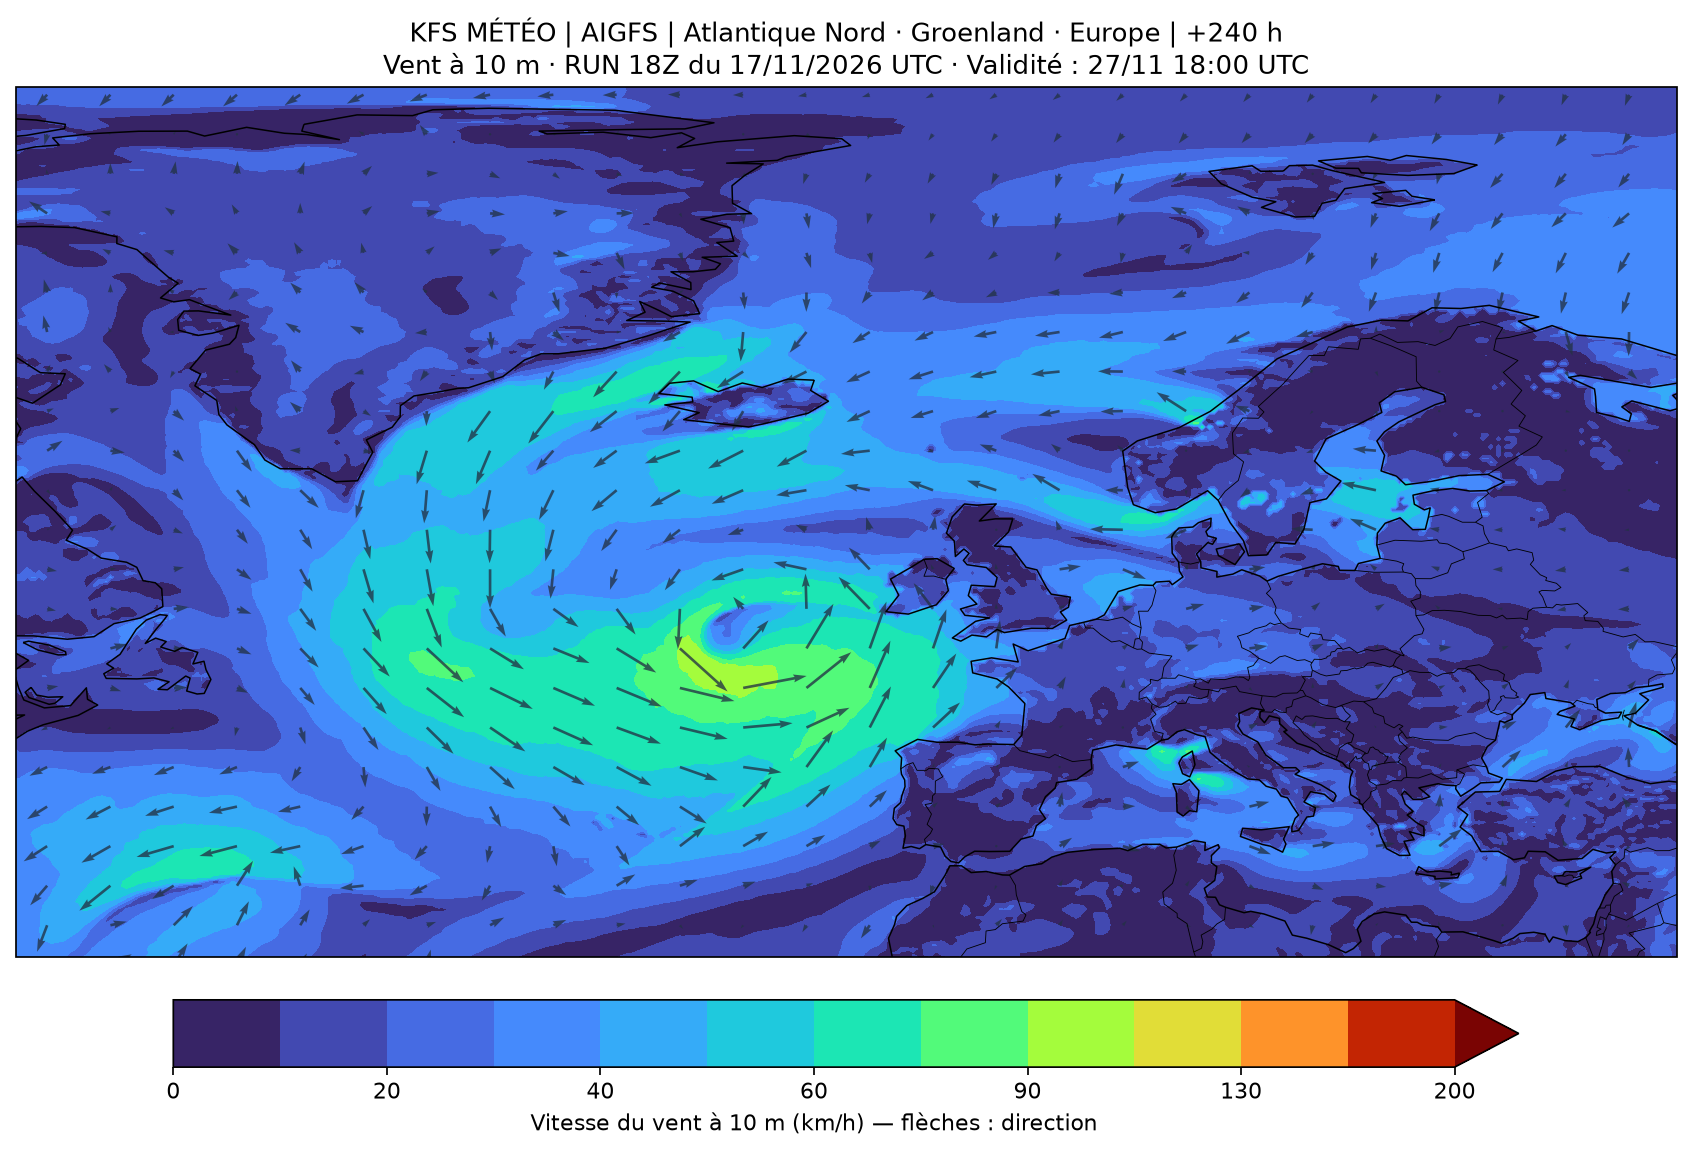 KFS MÉTÉO | AIGFS | Atlantique Nord · Groenland · Europe | +240 h
Vent à 10 m · RUN 18Z du 17/11/2026 UTC · Validité : 27/11 18:00 UTC
0 20 40 60 90 130 200
Vitesse du vent à 10 m (km/h) — flèches : direction